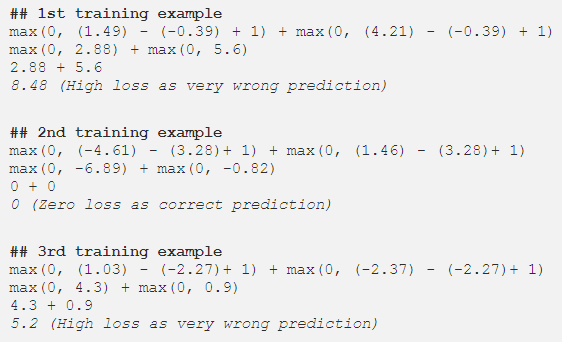 ## 1st training example
max(0, (1.49) - (-0.39) + 1) + max(0, (4.21) - (-0.39) + 1)
max(0, 2.88) + max(0, 5.6)
2.88 + 5.6
8.48 (High loss as very wrong prediction)
## 2nd training example
max(0, (-4.61) - (3.28)+ 1) + max(0, (1.46) - (3.28)+ 1)
max(0, -6.89) + max(0, -0.82)
0 + 0
0 (Zero loss as correct prediction)
## 3rd training example
max(0, (1.03) - (-2.27)+ 1) + max(0, (-2.37) - (-2.27)+ 1)
max(0, 4.3) + max(0, 0.9)
4.3 + 0.9
5.2 (High loss as very wrong prediction)